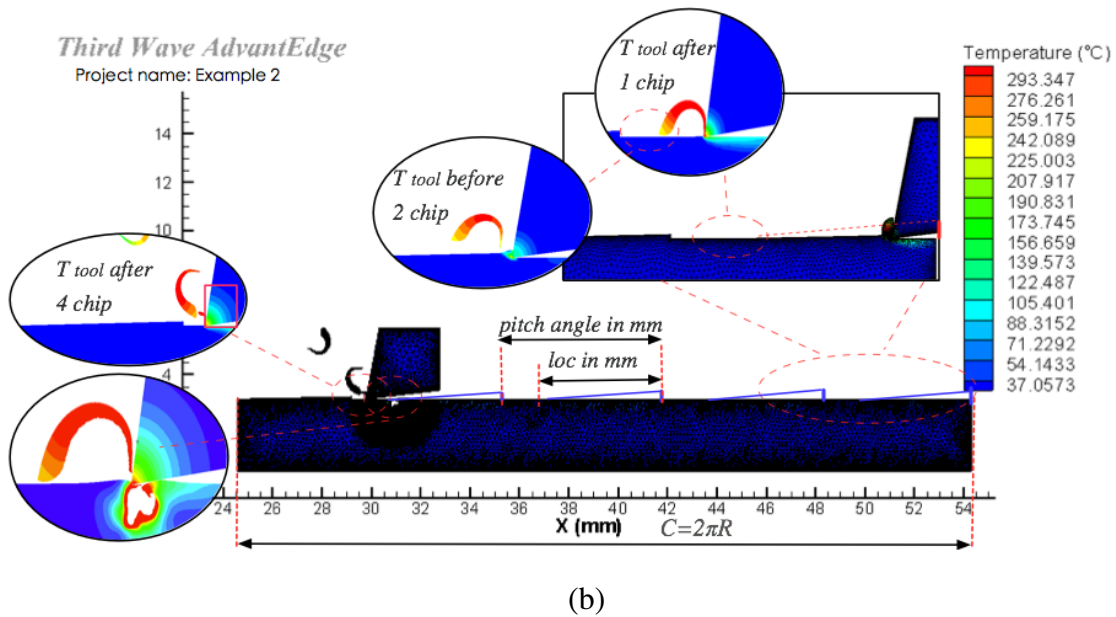 Third Wave AdvantEdge
Project name: Example 2
T tool after
1 chip
Temperature (°C)
293.347
276.261
259.175
242.089
225.003
207.917
190.831
173.745
156.659
139.573
122.487
105.401
88.3152
71.2292
54.1433
37.0573
14
T tool before
2 chip
10
T tool after
4 chip
pitch angle in mm
loc in mm
4
24 26 28 30 32 34 36 38 40 42 44 46 48 50 52 54
X (mm) C=2πR
(b)